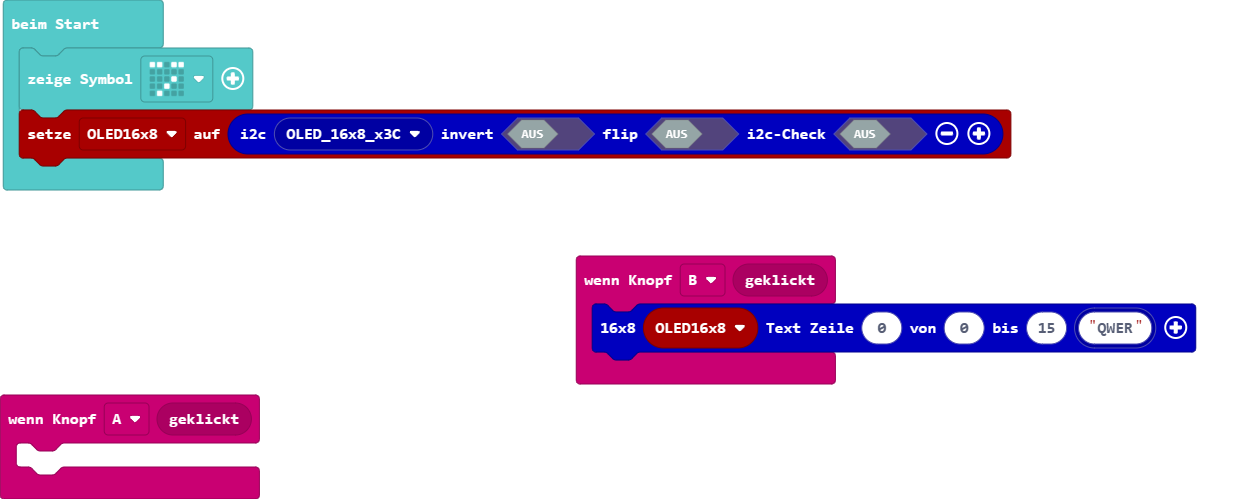 beim Start
zeige Symbol
setze OLED16x8 auf i2c OLED_16x8_x3C invert AUS flip AUS i2c-Check AUS
wenn Knopf B geklickt
16x8 OLED16x8 Text Zeile 0 von 0 bis 15 "QWER"
wenn Knopf A geklickt